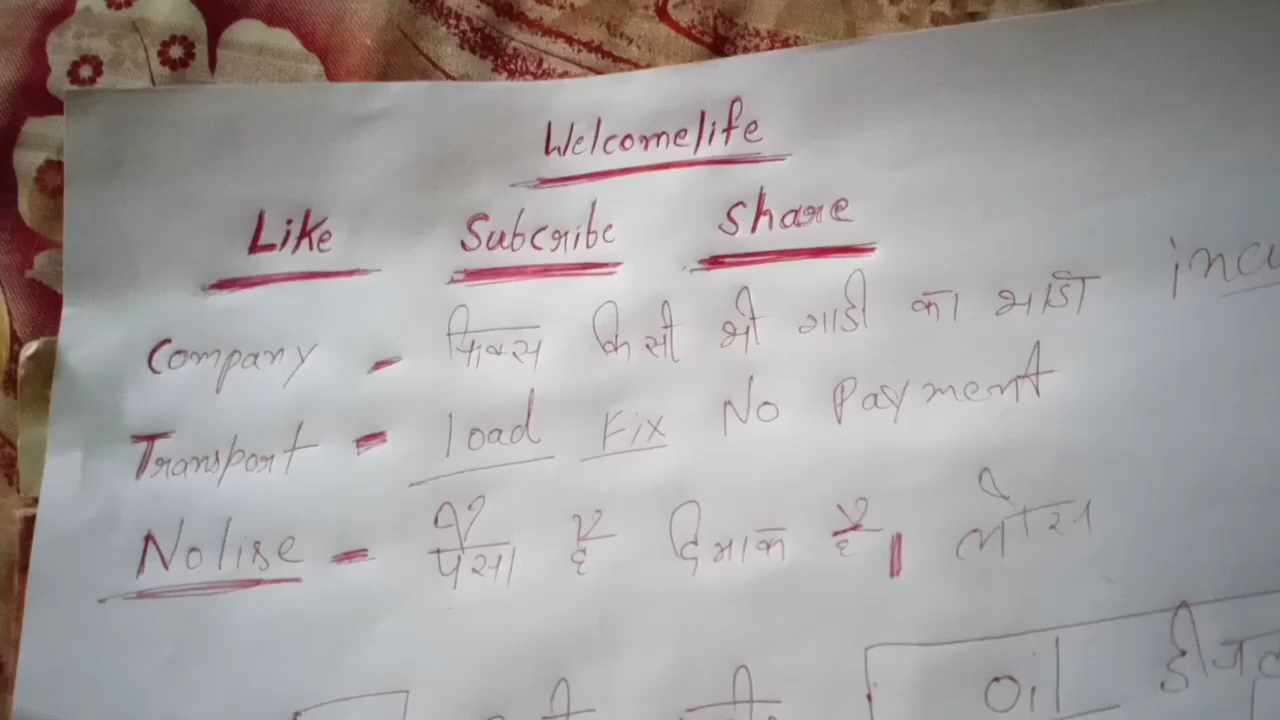 Welcomelife
Like Subcribe Share
Company - फिक्स किसी भी गाडी का भाडा
Transport - load Fix No Payment
Nolise - पैसा है दिमाक है।
Oil